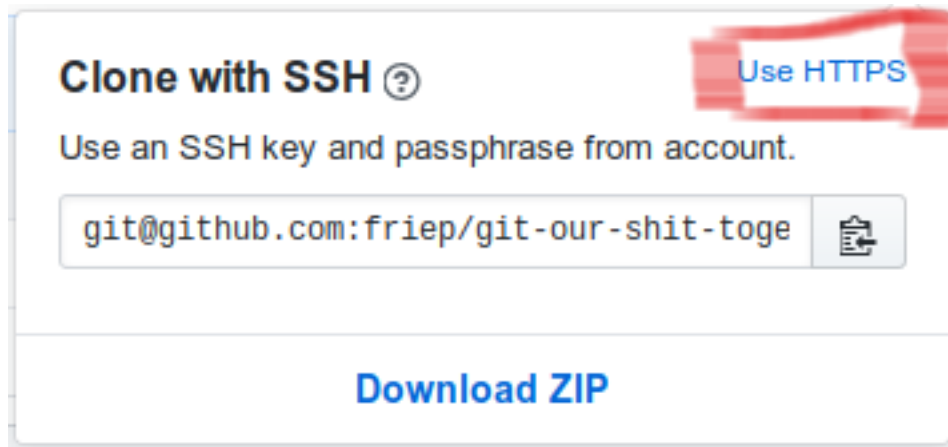 Clone with SSH ?
Use HTTPS
Use an SSH key and passphrase from account.
git@github.com:friep/git-our-shit-toge
Download ZIP